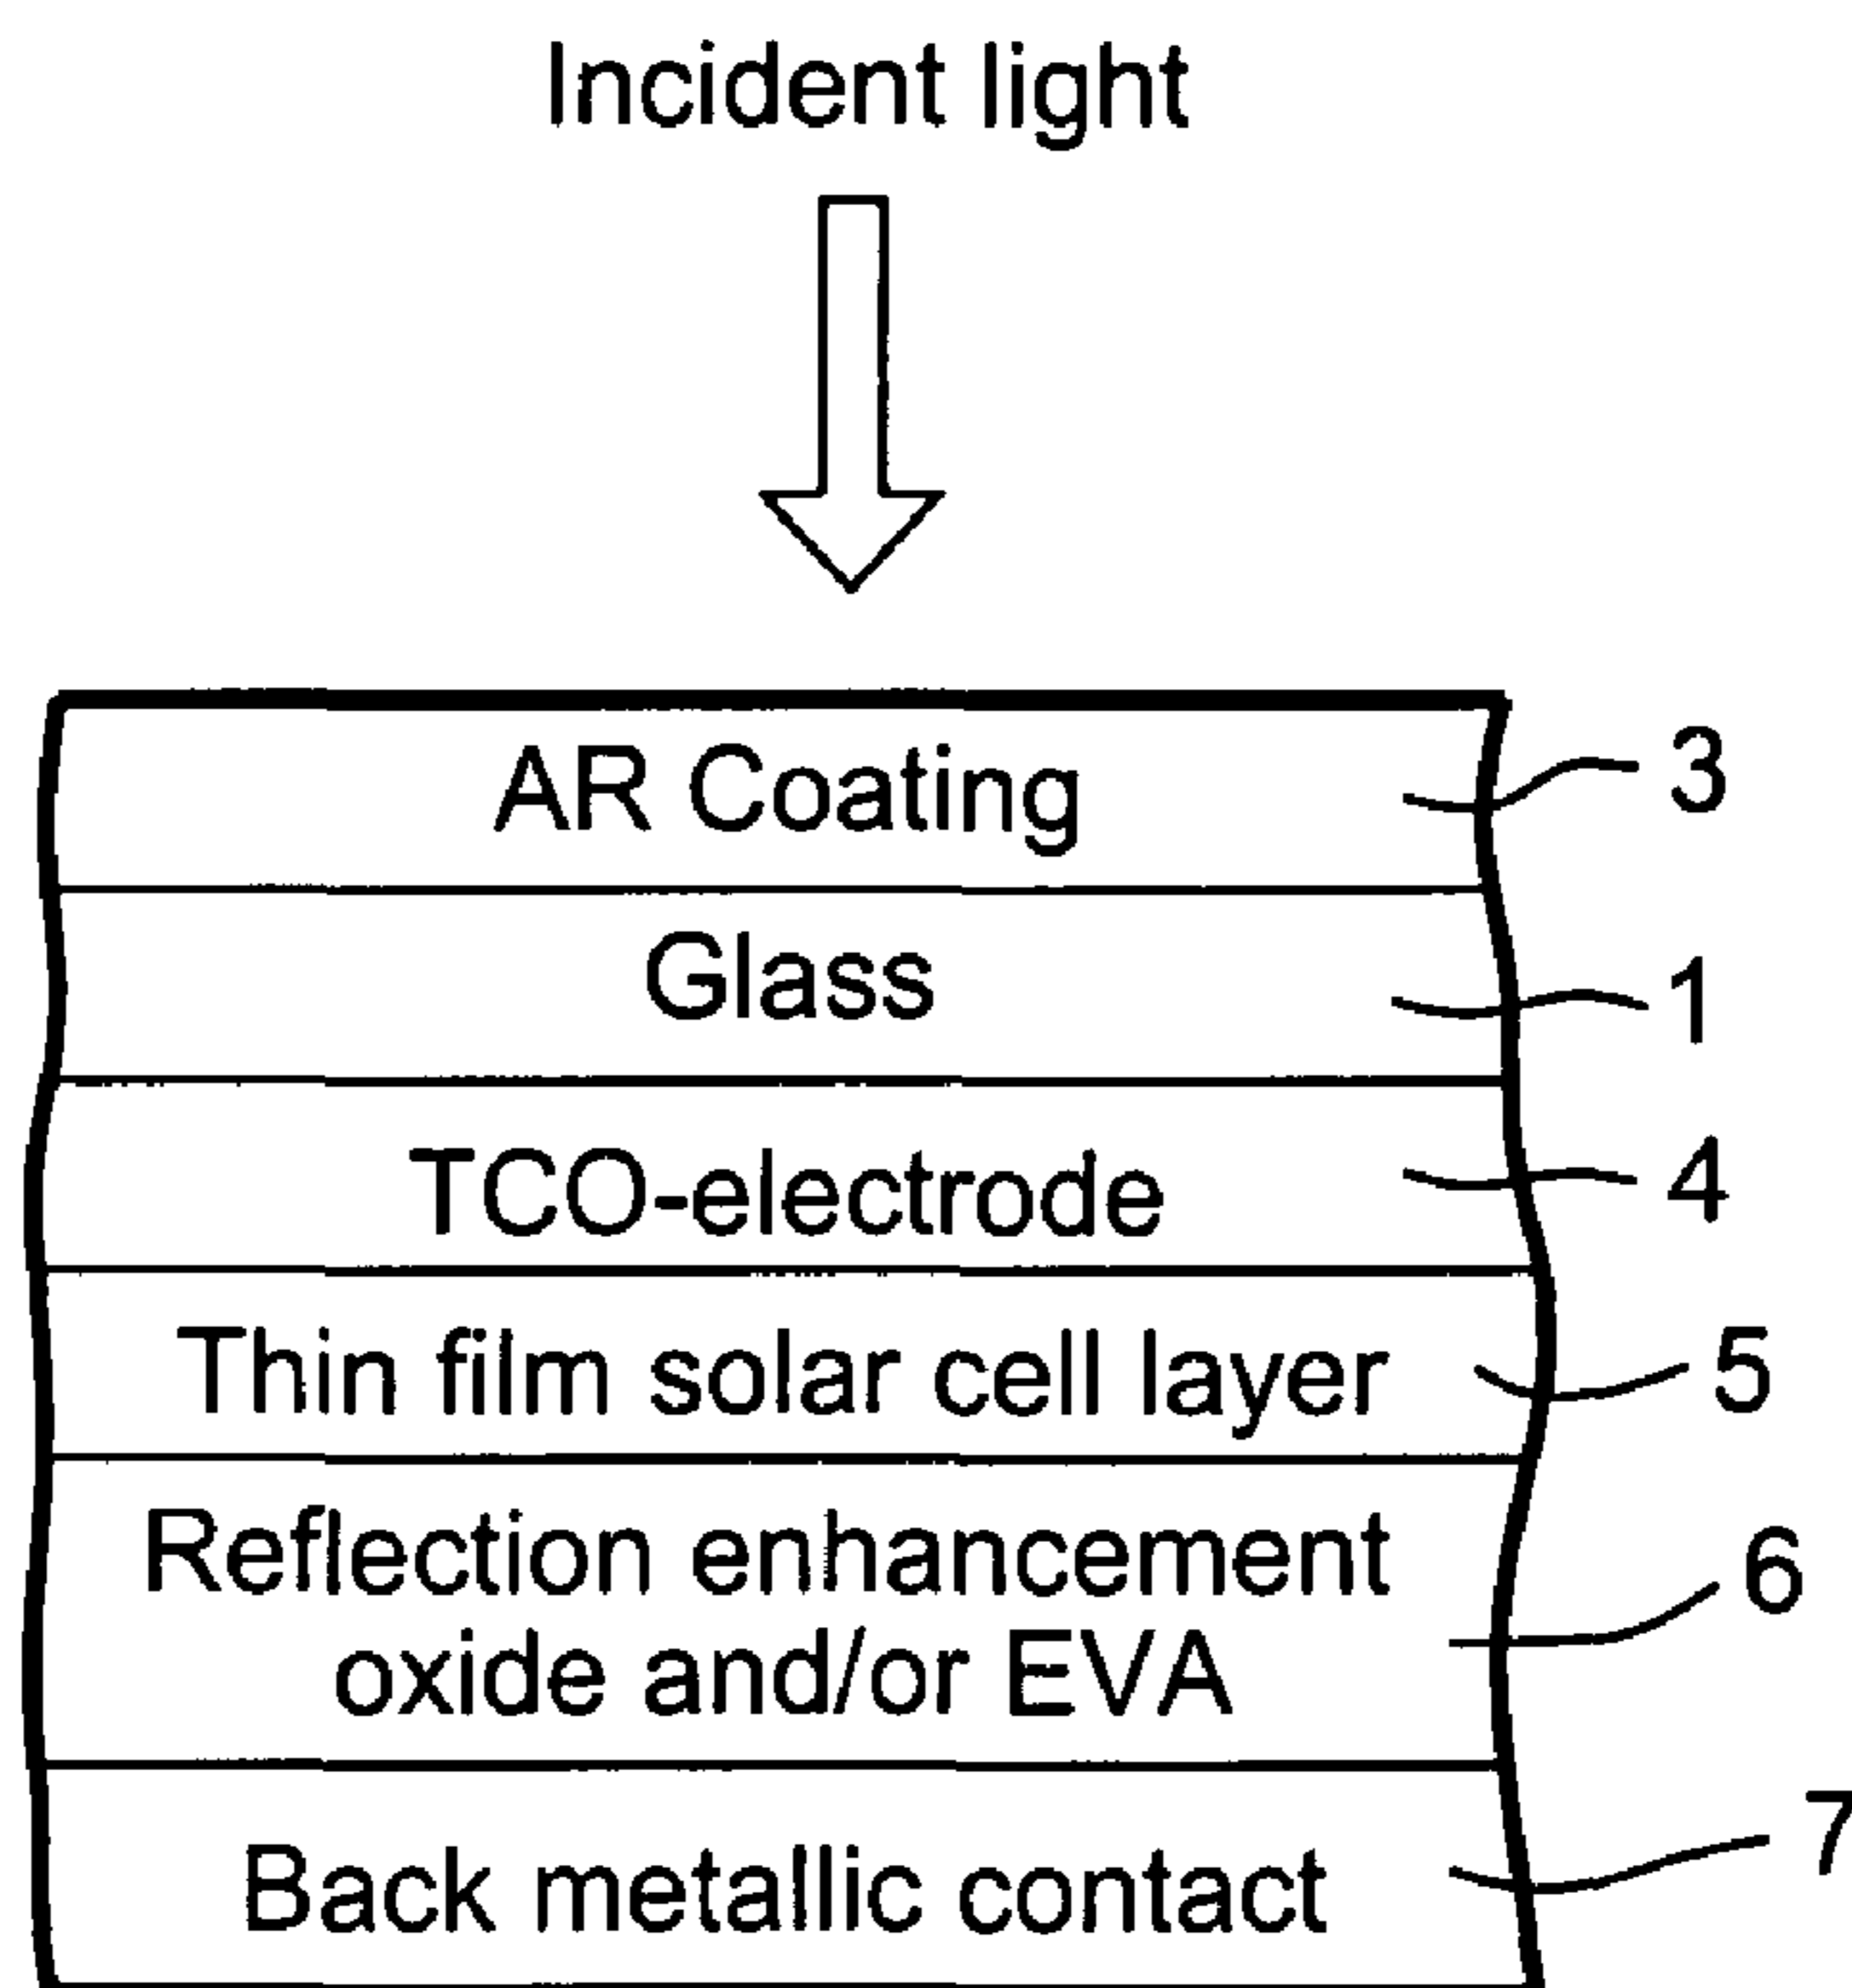 Incident light
AR Coating
3
Glass
1
TCO-electrode
4
Thin film solar cell layer
5
Reflection enhancement
oxide and/or EVA
6
Back metallic contact
7